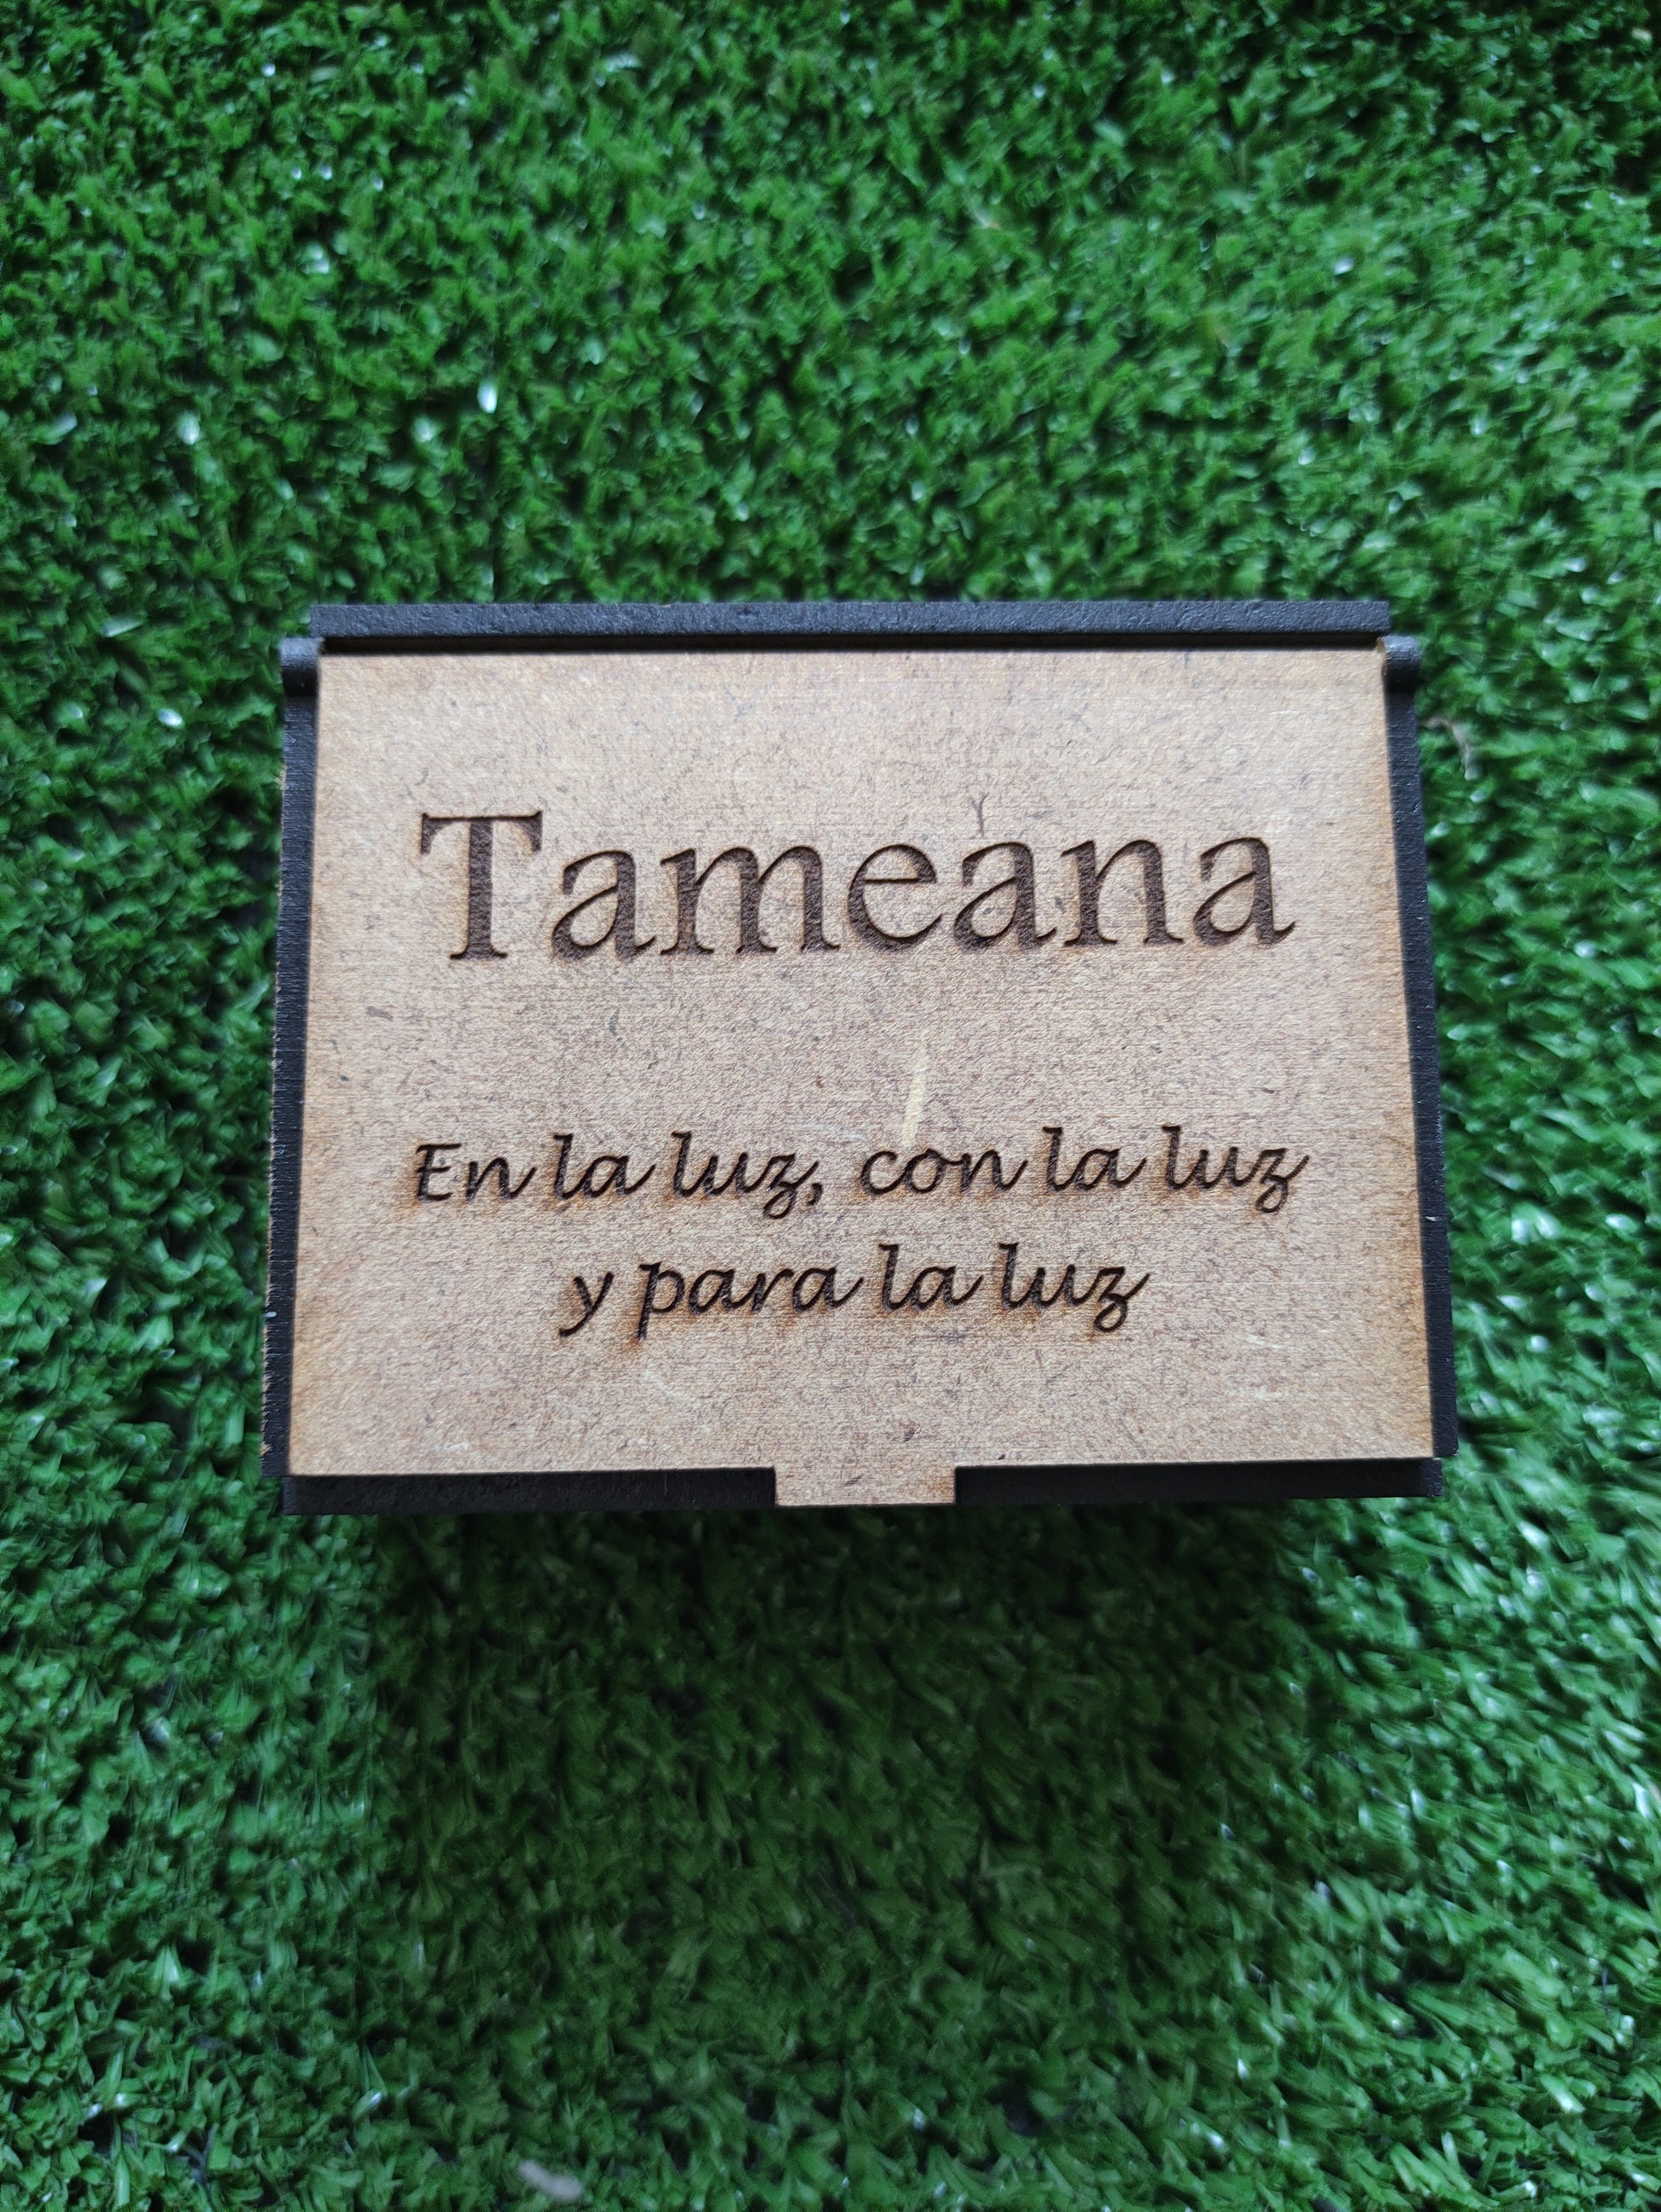 Tameana
En la luz, con la luz
y para la luz